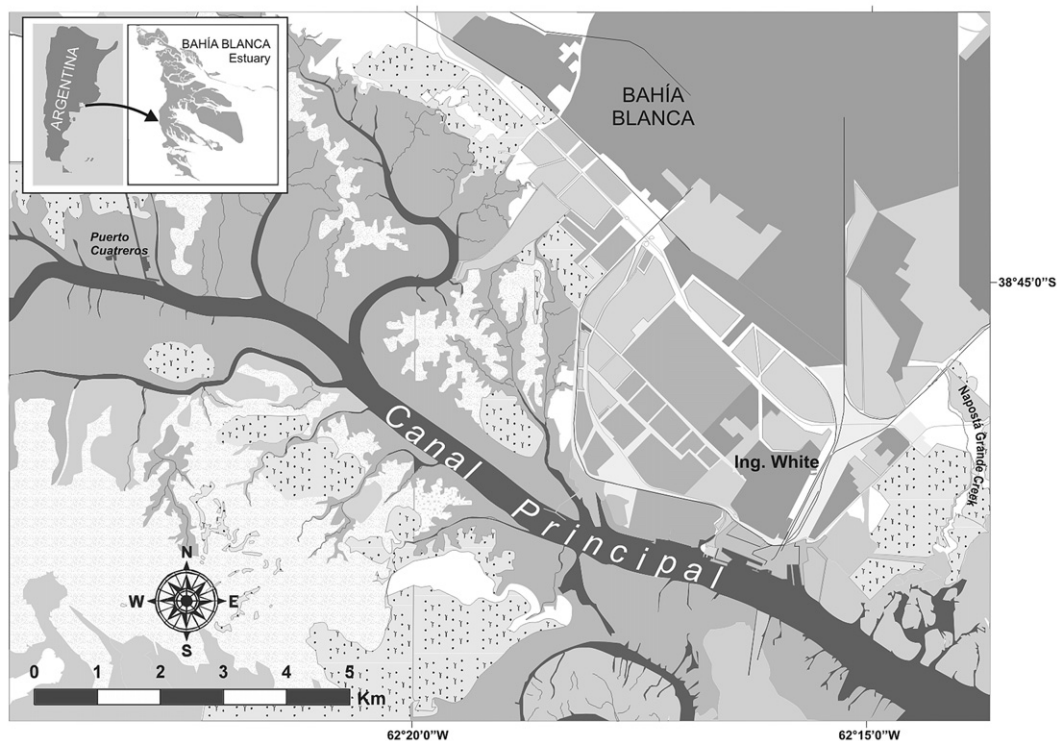 ARGENTINA
BAHÍA BLANCA
Estuary
BAHÍA
BLANCA
Puerto
Cuatreros
38°45'0"S
Canal Principal
Ing. White
Naposta Grande Creek
N
W
E
S
0 1 2 3 4 5
Km
62°20'0"W
62°15'0"W